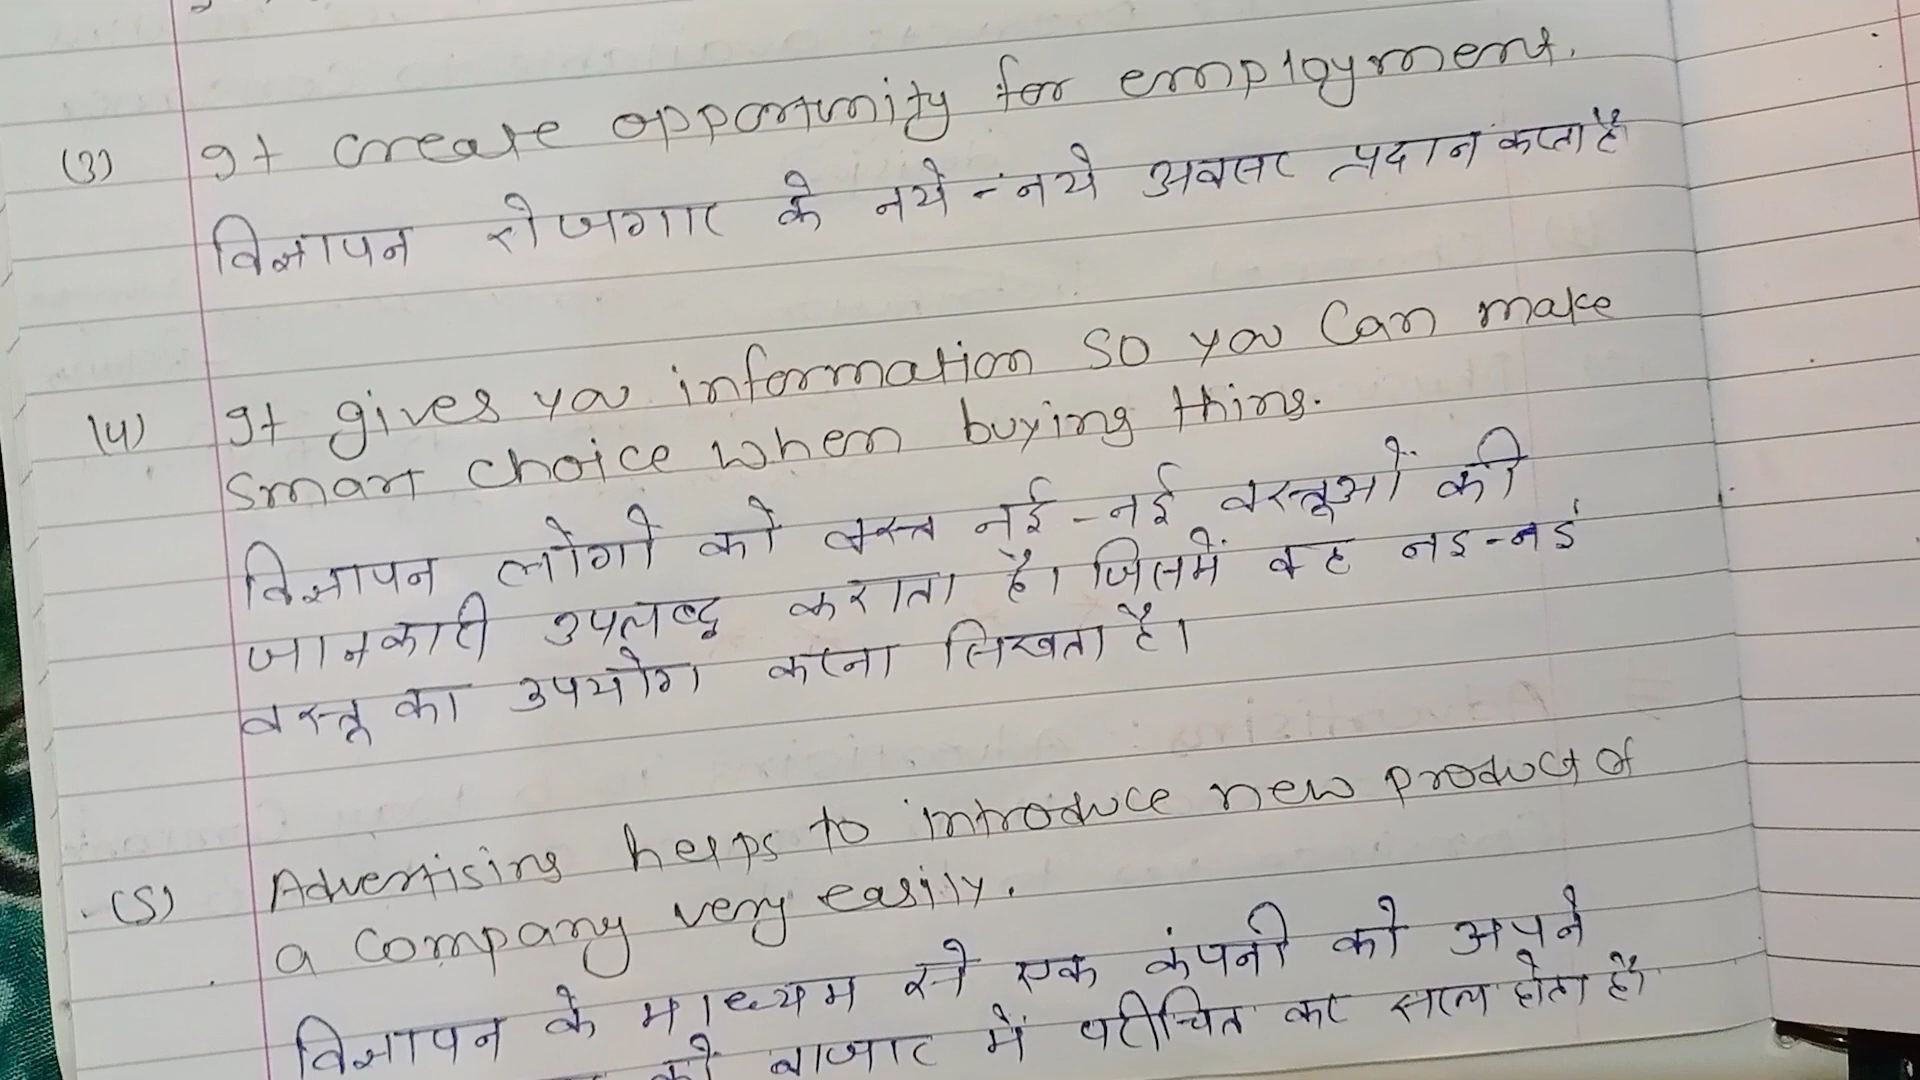 (3) It create opportunity for employment.
विज्ञापन रोजगार के नये-नये अवसर प्रदान करता है
(4) It gives you information so you can make
smart choice when buying thing.
विज्ञापन लोगो को वस्त नई-नई वस्तूओं की
जानकारी उपलब्द्व कराता है। जिसमें वह नइ-नई
वस्तू का उपयोग करना सिखता है।
(5) Advertising helps to introduce new product of
a company very easily.
विज्ञापन के माध्यम से एक कंपनी को अपने
को बाजार में परीचित कर सरल होता है